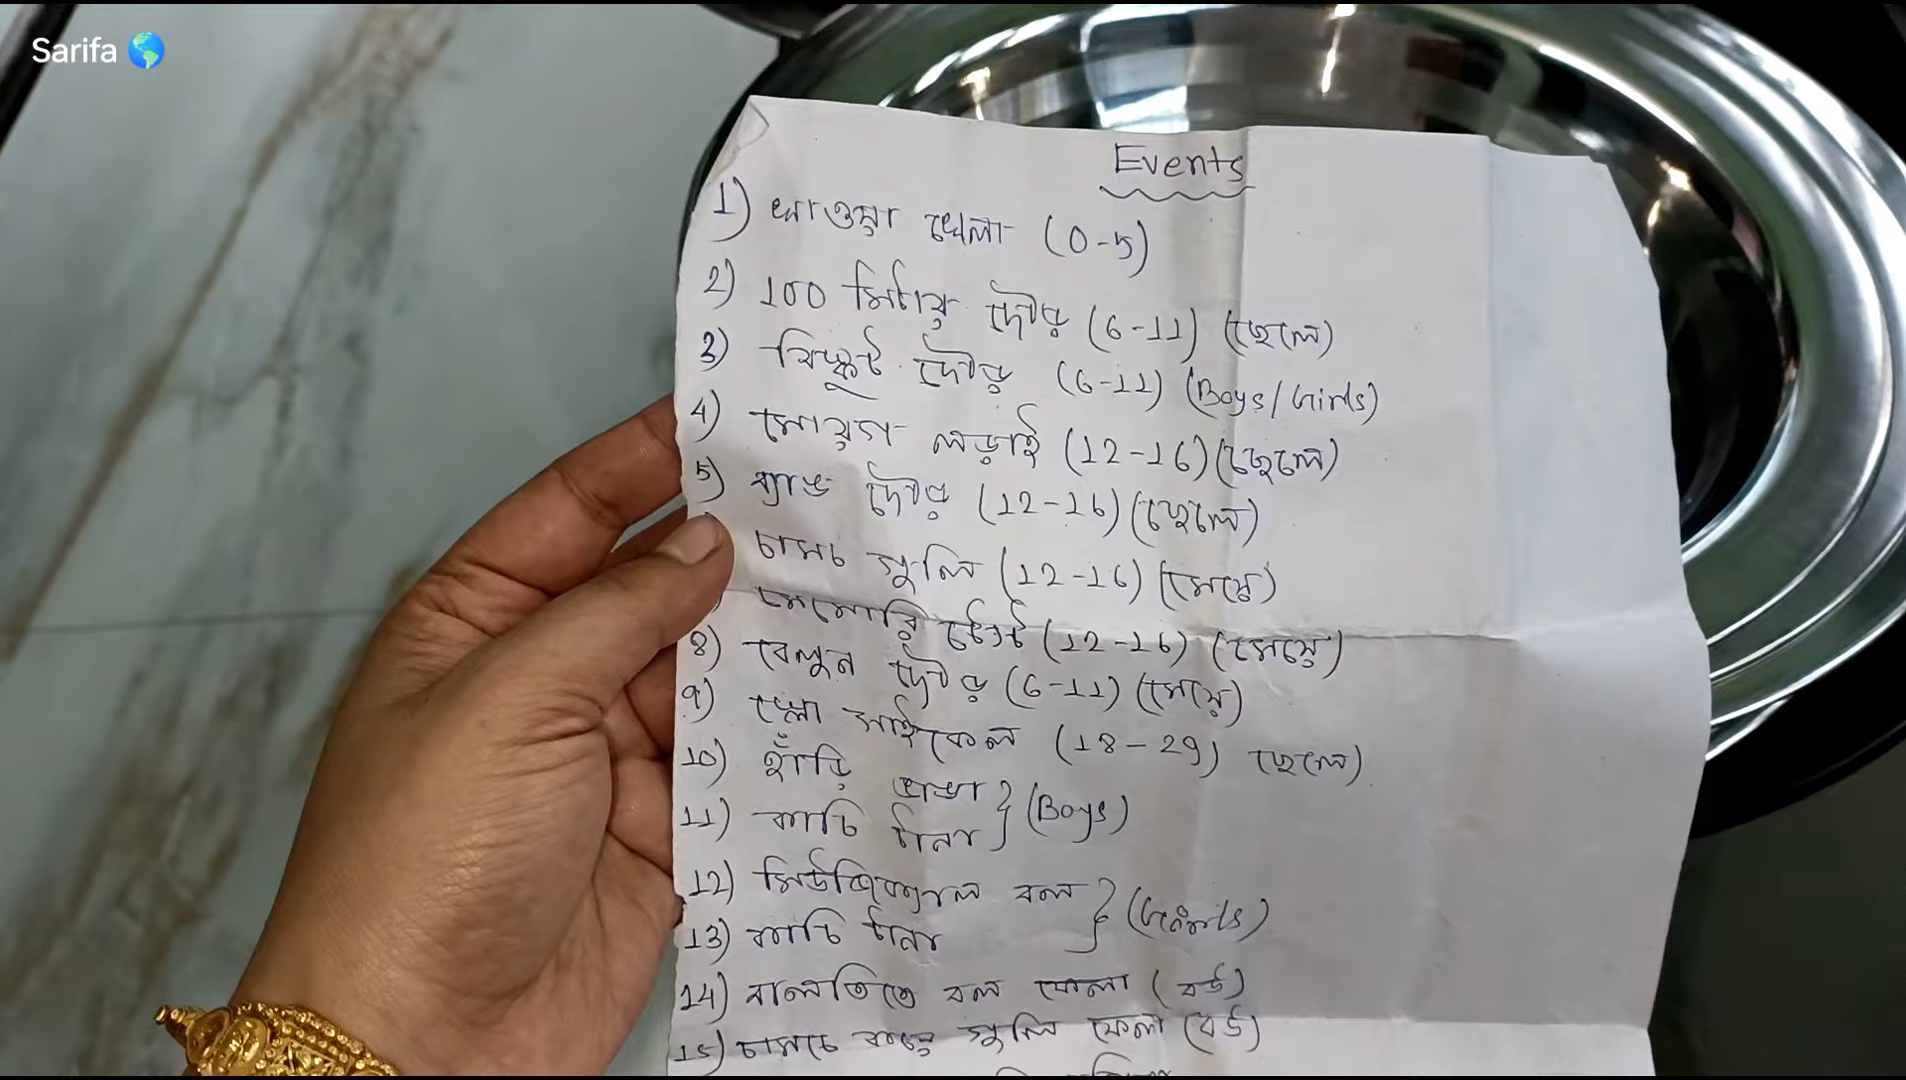 Sarifa
Events
1) খাওয়া খেলা (0-5)
2) 100 মিটার দৌড় (6-11) (ছেলে)
3) বিস্কুট দৌড় (6-11) (Boys/Girls)
4) মোরগ লড়াই (12-16) (ছেলে)
5) ব্যাঙ দৌড় (12-16) (ছেলে)
চামচ গুলি (12-16) (মেয়ে)
মেমোরি টেস্ট (12-16) (মেয়ে)
8) বেলুন দৌড় (6-11) (মেয়ে)
9) স্লো সাইকেল (18-29) ছেলে)
10) হাঁড়ি ভাঙা } (Boys)
11) কাছি টানা
12) মিউজিক্যাল বল } (Girls)
13) কাছি টানা
14) বালতিতে বল ফেলা (বউ)
15) চামচে করে গুলি ফেলা (বউ)